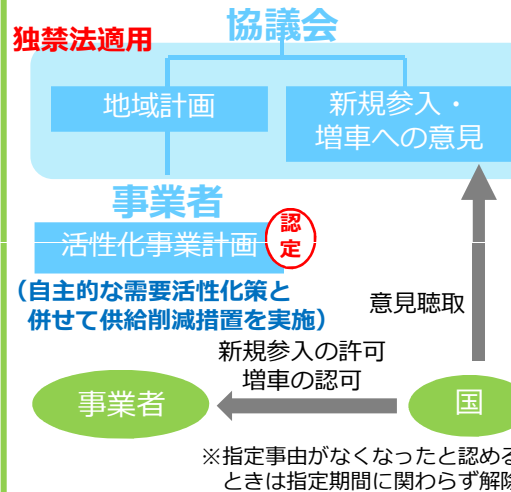 協議会
独禁法適用
地域計画
新規参入・
増車への意見
事業者
活性化事業計画
認
定
(自主的な需要活性化策と
併せて供給削減措置を実施)
意見聴取
新規参入の許可
増車の認可
事業者
国
※指定事由がなくなったと認める
ときは指定期間に関わらず解除